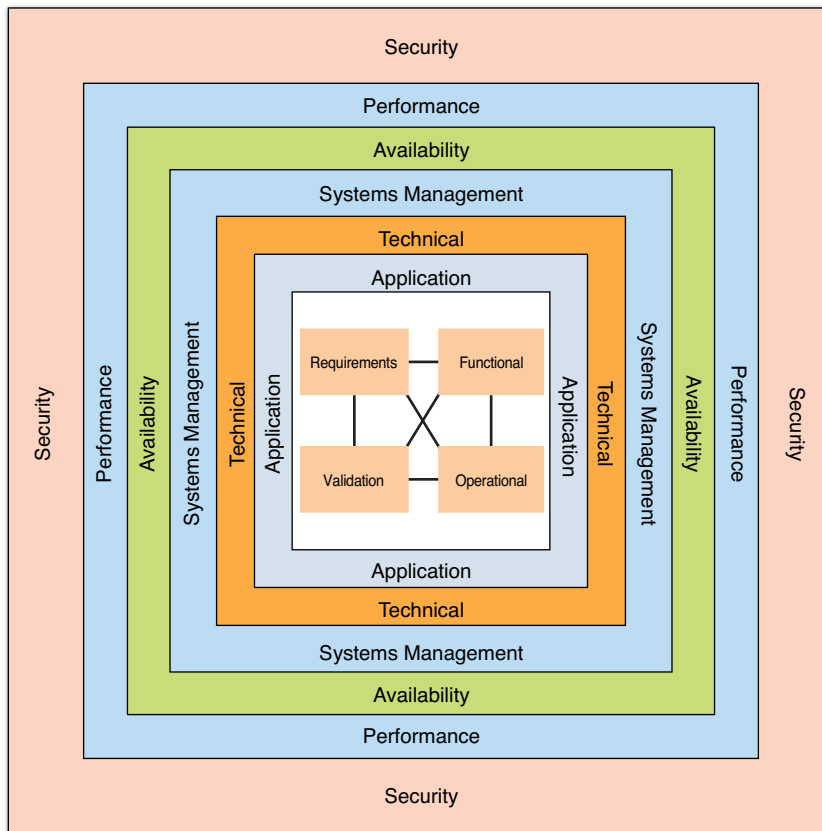 Security
Performance
Availability
Systems Management
Technical
Application
Requirements
Functional
Validation
Operational
Security
Performance
Availability
Systems Management
Technical
Application
Application
Technical
Systems Management
Availability
Performance
Security
Application
Technical
Systems Management
Availability
Performance
Security